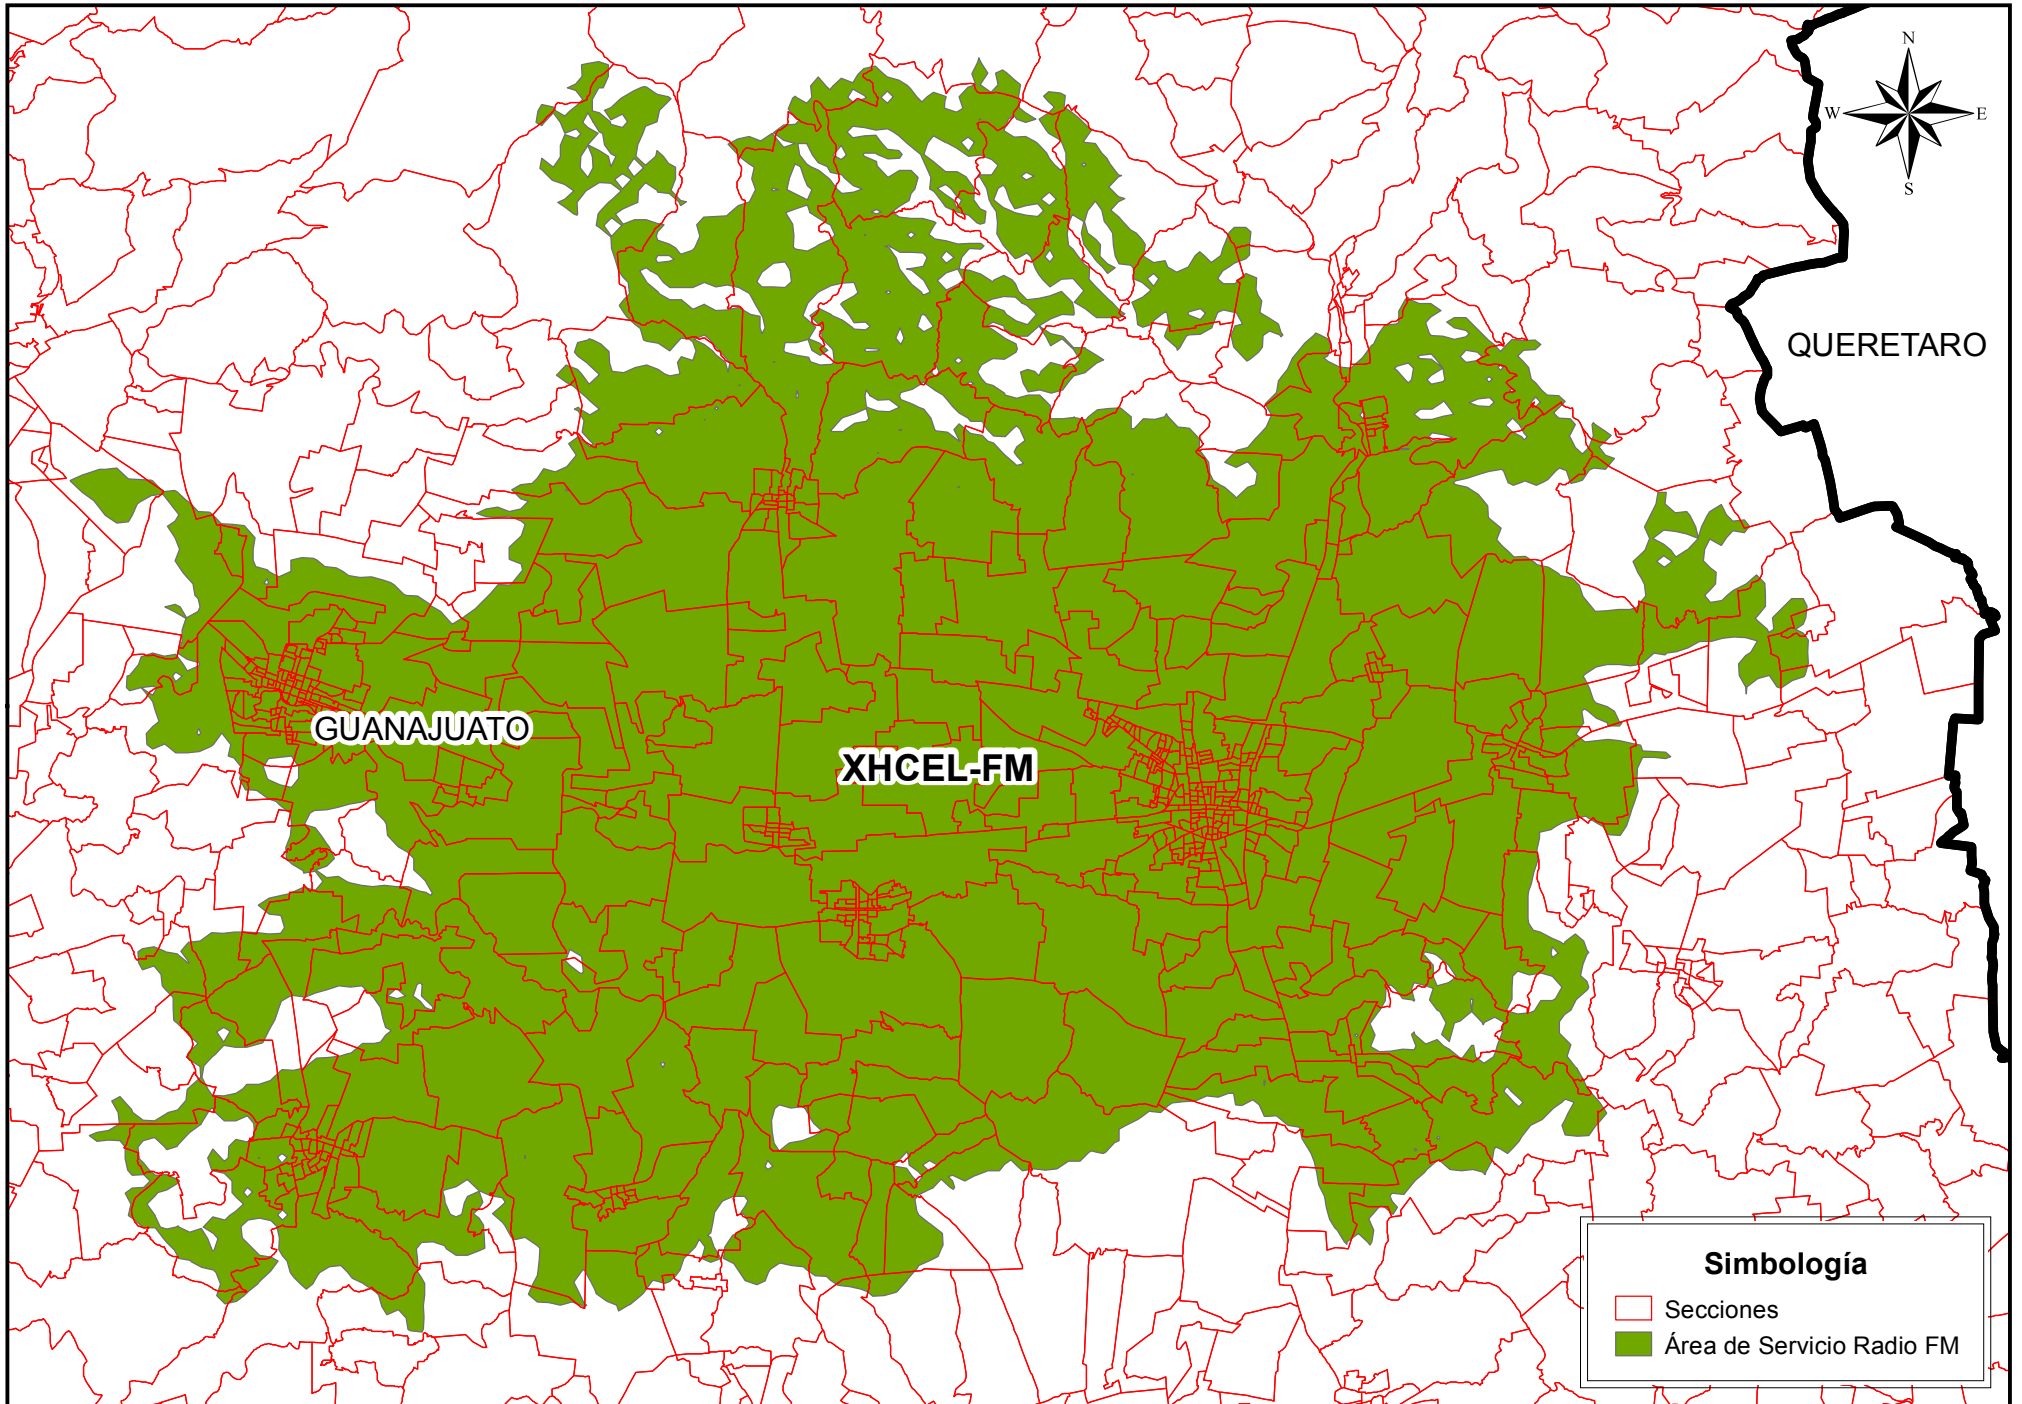 N
W E
S
QUERETARO
GUANAJUATO
XHCEL-FM
Simbología
Secciones
Área de Servicio Radio FM